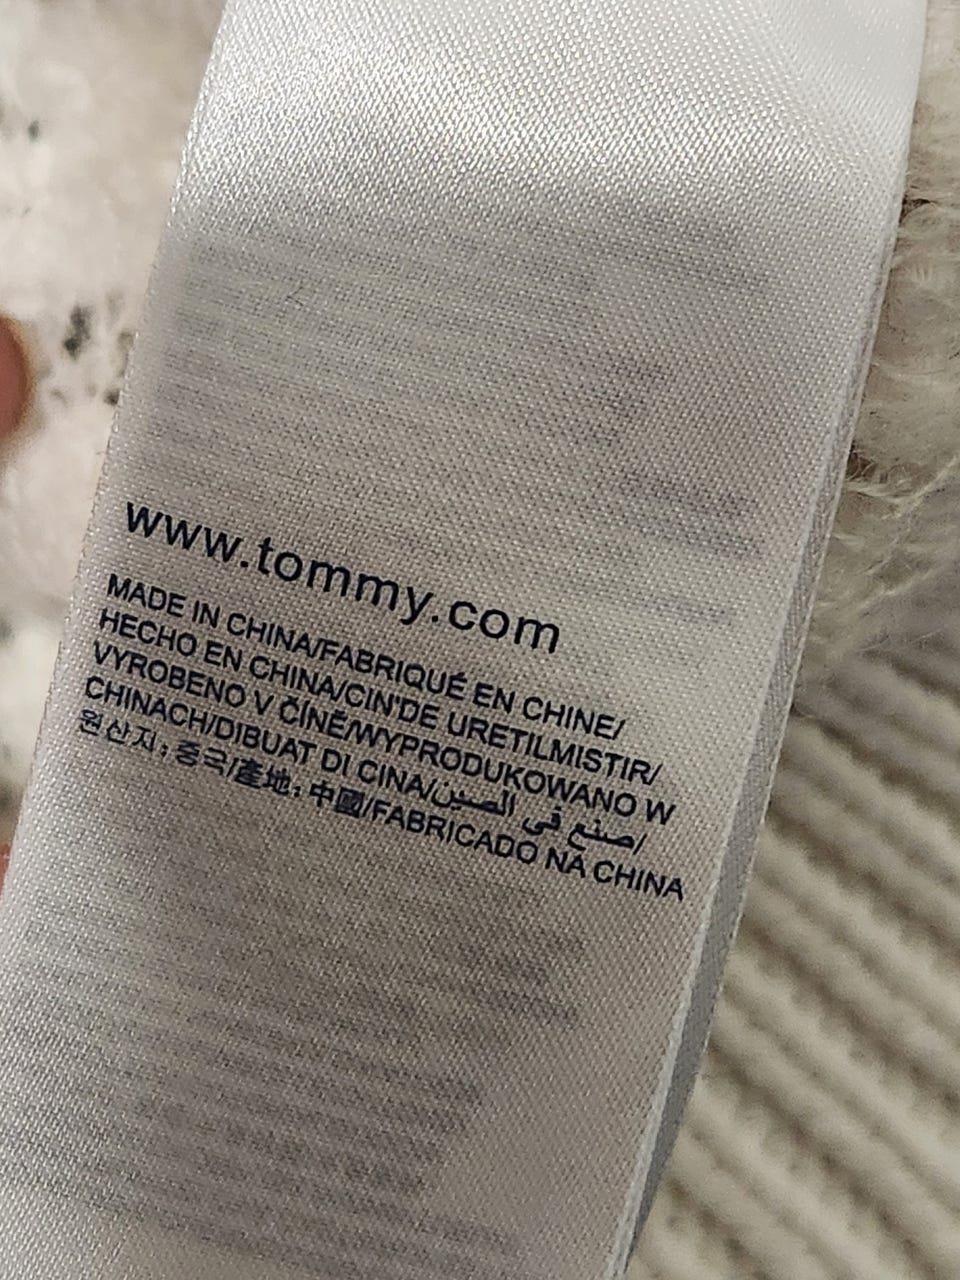 www.tommy.com
MADE IN CHINA/FABRIQUÉ EN CHINE/
HECHO EN CHINA/CIN'DE URETILMISTIR/
VYROBENO V ČÍNĚ/WYPRODUKOWANO W
CHINACH/DIBUAT DI CINA/صنع في الصين/
원산지: 중국/產地: 中國/FABRICADO NA CHINA